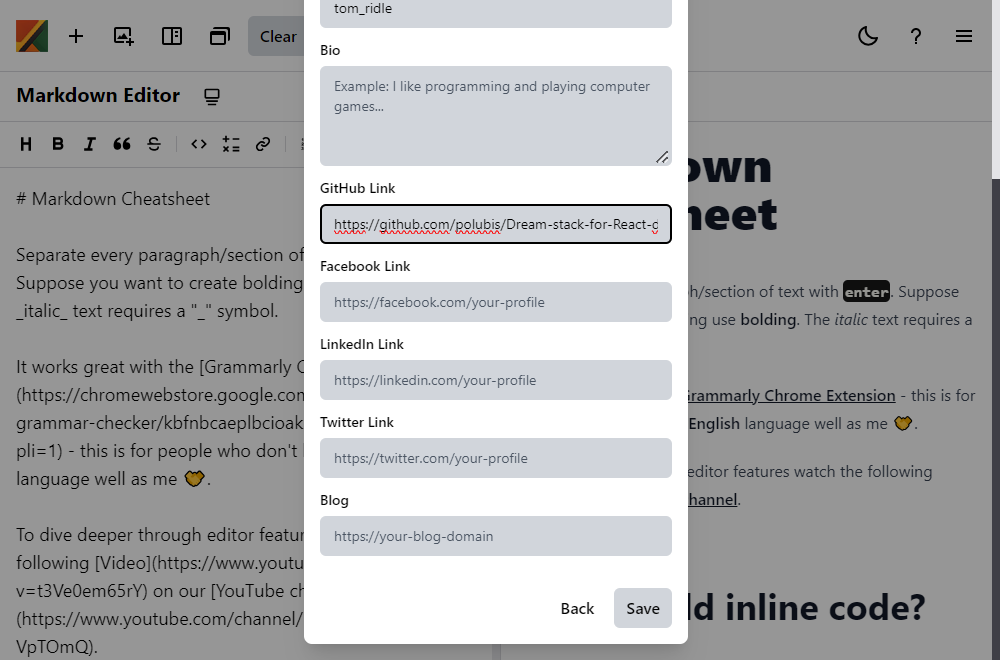 Clear
Markdown Editor
# Markdown Cheatsheet
Separate every paragraph/section of
Suppose you want to create bolding
_italic_ text requires a "_" symbol.
It works great with the [Grammarly
(https://chromewebstore.google.com
grammar-checker/kbfnbcaeplbcioak
pli=1) - this is for people who don't
language well as me 🤝.
To dive deeper through editor featur
following [Video](https://www.youtu
v=t3Ve0em65rY) on our [YouTube ch
(https://www.youtube.com/channel/
VpTOmQ).
tom_ridle
Bio
Example: I like programming and playing computer
games...
GitHub Link
https://github.com/polubis/Dream-stack-for-React-d
Facebook Link
https://facebook.com/your-profile
LinkedIn Link
https://linkedin.com/your-profile
Twitter Link
https://twitter.com/your-profile
Blog
https://your-blog-domain
Back Save
own
heet
h/section of text with enter. Suppose
ng use bolding. The italic text requires a
Grammarly Chrome Extension - this is for
English language well as me 🤝.
editor features watch the following
hannel.
ld inline code?